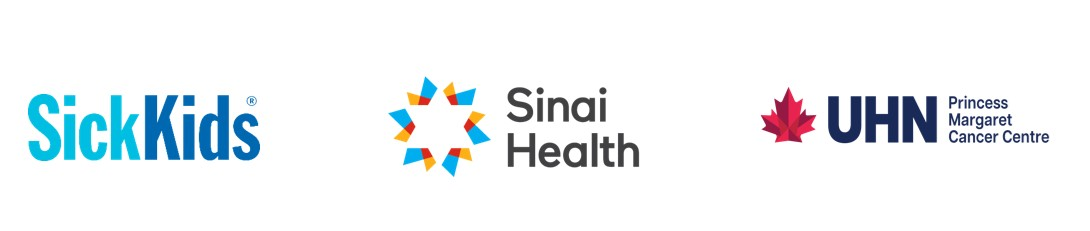 SickKids®
Sinai
Health
UHN
Princess
Margaret
Cancer Centre